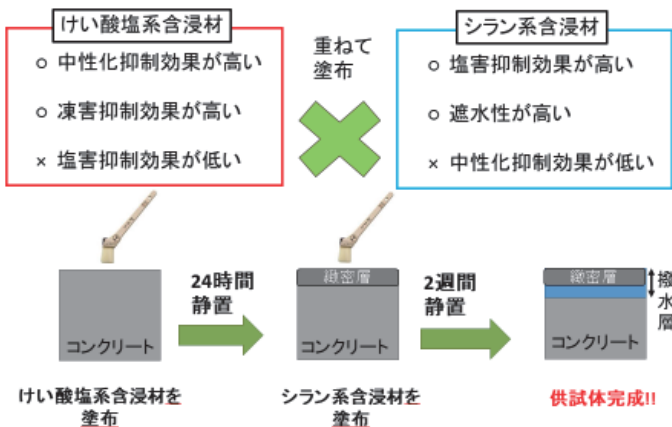 けい酸塩系含浸材
○ 中性化抑制効果が高い
○ 凍害抑制効果が高い
× 塩害抑制効果が低い
重ねて
塗布
シラン系含浸材
○ 塩害抑制効果が高い
○ 遮水性が高い
× 中性化抑制効果が低い
コンクリート
24時間
静置
緻密層
コンクリート
2週間
静置
緻密層
コンクリート
撥
水
層
けい酸塩系含浸材を
塗布
シラン系含浸材を
塗布
供試体完成!!